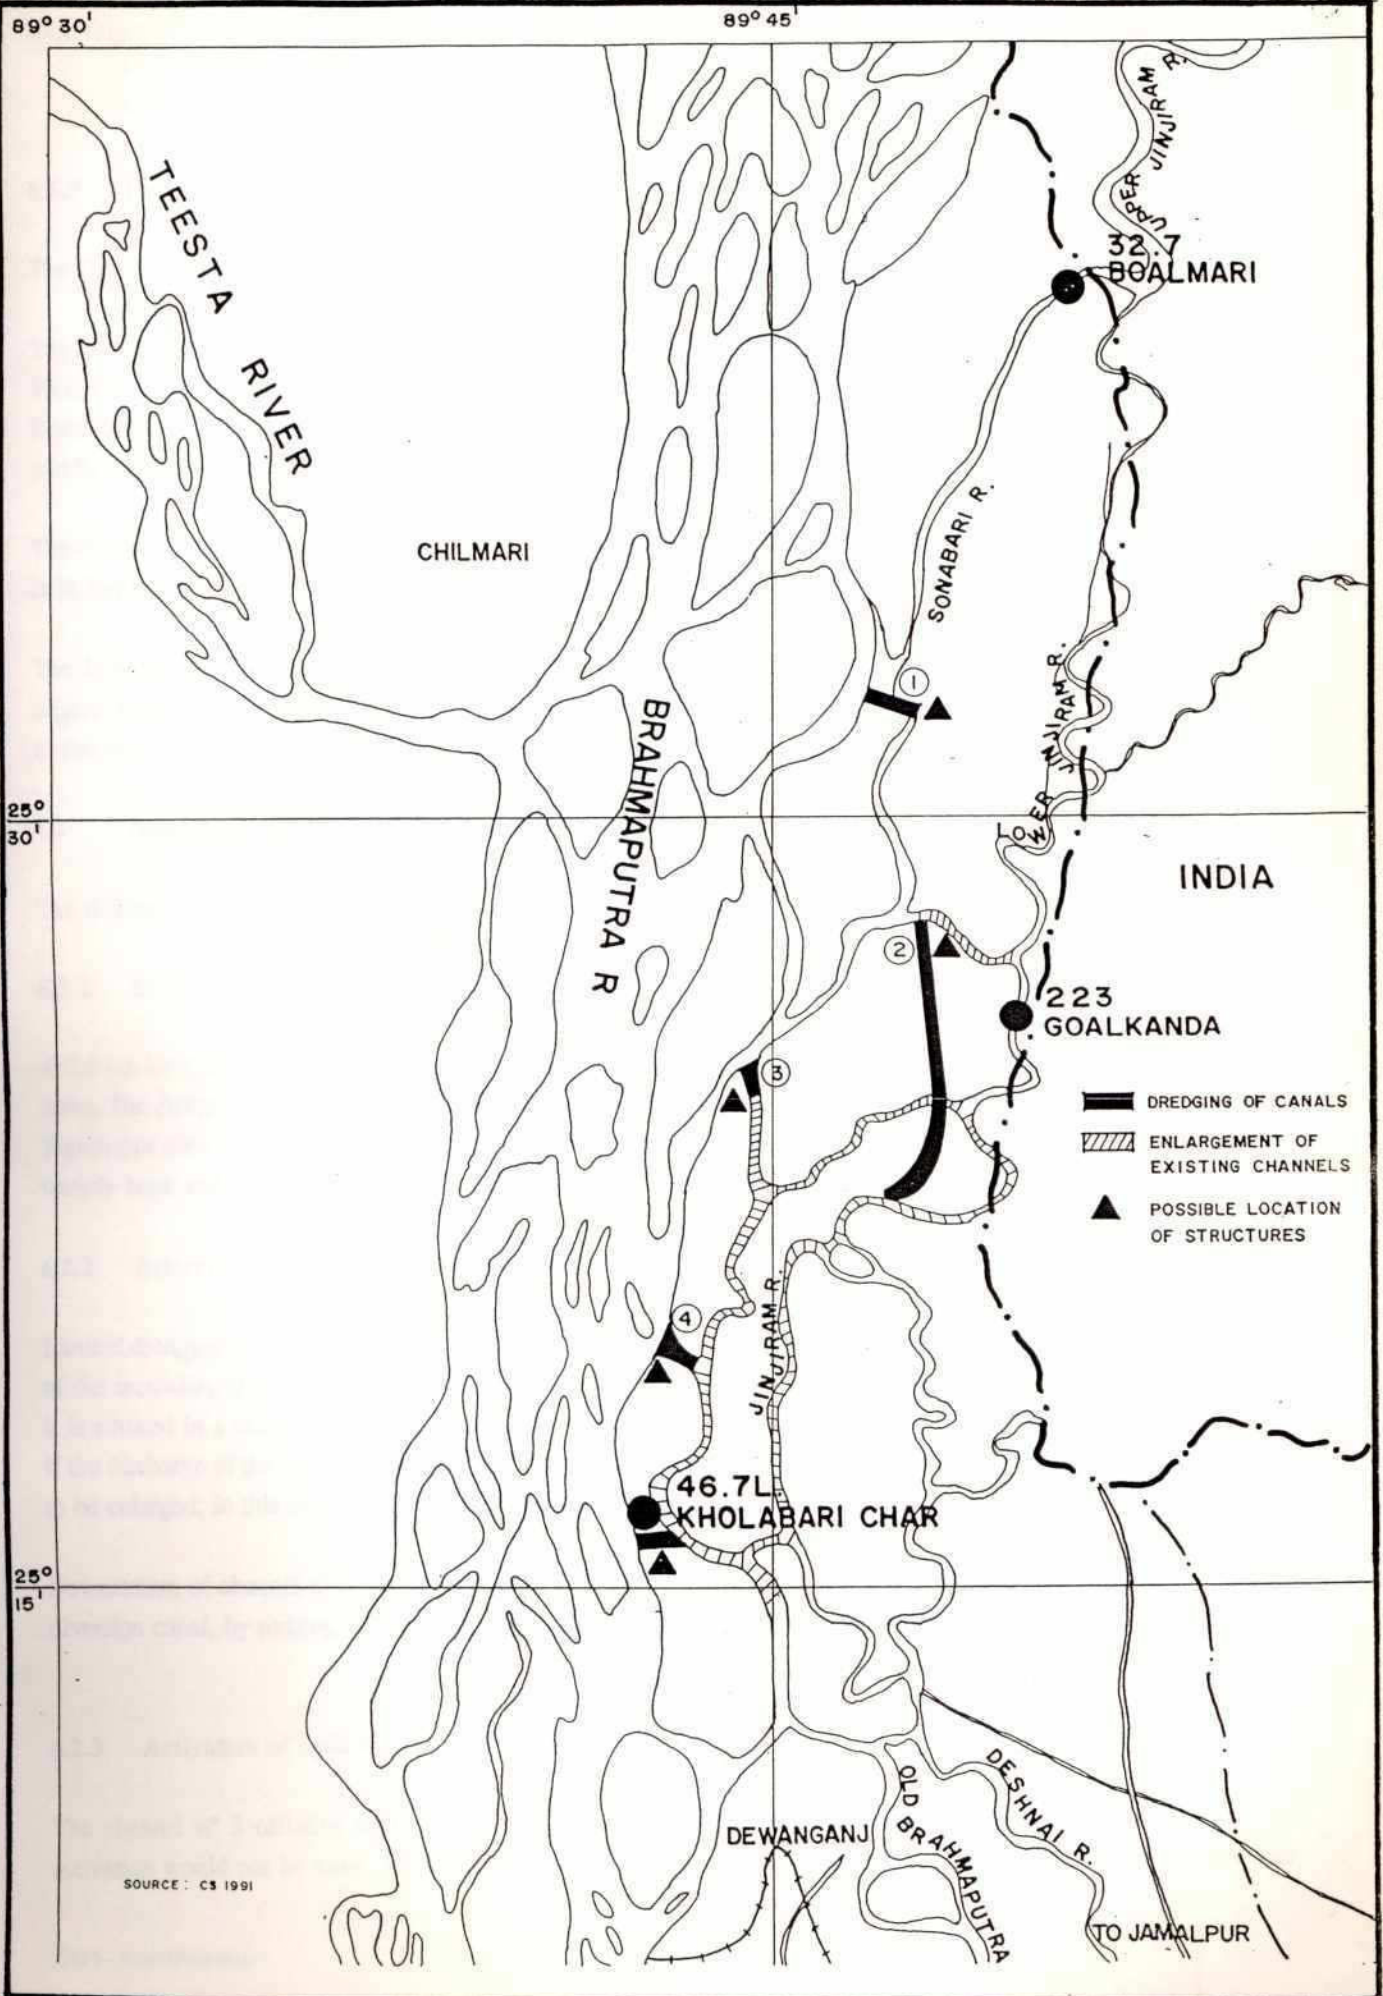 89° 30'
89° 45'
UPPER JINJIRAM R.
TEESTA RIVER
32.7
BOALMARI
SONABARI R.
CHILMARI
LOWER JINJIRAM R.
BRAHMAPUTRA R
1
25°
30'
INDIA
2
223
GOALKANDA
3
DREDGING OF CANALS
ENLARGEMENT OF
EXISTING CHANNELS
POSSIBLE LOCATION
OF STRUCTURES
4
JINJIRAM R.
46.7L
KHOLABARI CHAR
25°
15'
DEWANGANJ
OLD BRAHMAPUTRA
DESHNAI R.
SOURCE : CS 1991
TO JAMALPUR